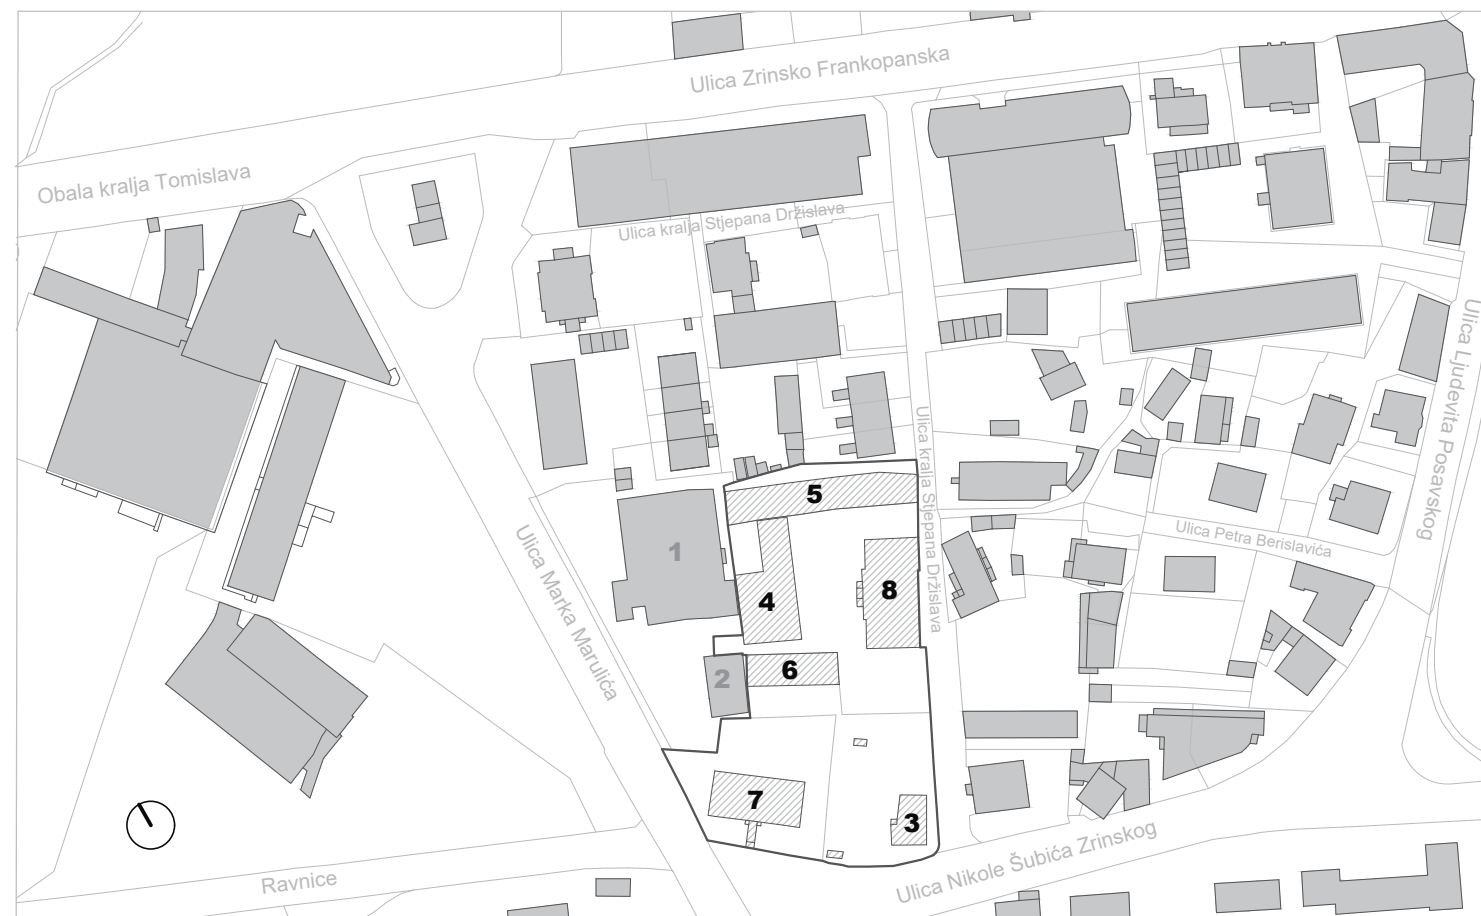 Ulica Zrinsko Frankopanska
Obala kralja Tomislava
Ulica kralja Stjepana Držislava
Ulica Ljudevita Posavskog
Ulica kralja Stjepana Držislava
5
1
Ulica Petra Berislavića
Ulica Marka Marulića
4
8
6
2
7
3
Ulica Nikole Šubića Zrinskog
Ravnice